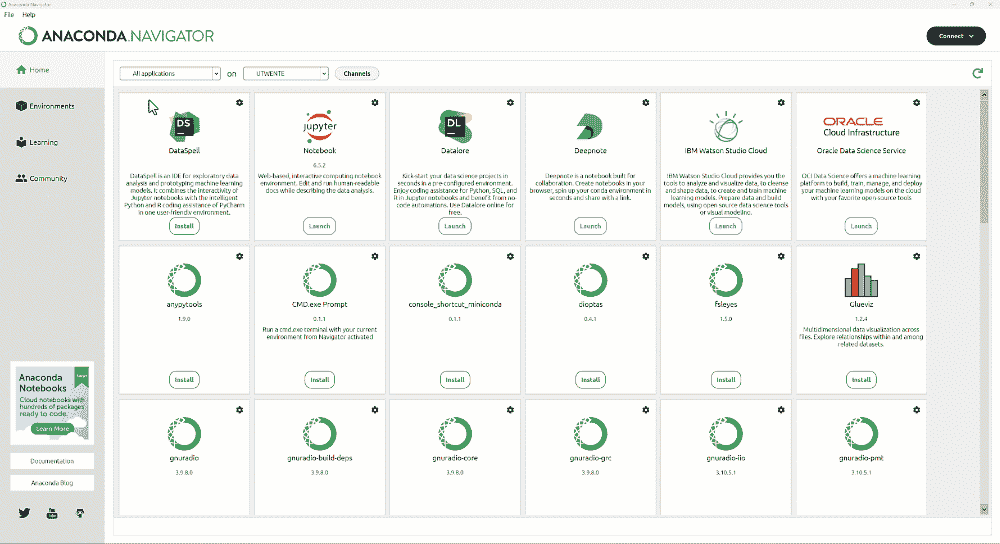 Anaconda Navigator
File Help
ANACONDA.NAVIGATOR
Connect
Home
Environments
Learning
Community
All applications
on
UTWENTE
Channels
DS
DataSpell
DataSpell is an IDE for exploratory data
analysis and prototyping machine learning
models. It combines the interactivity of
Jupyter notebooks with the intelligent
Python and R coding assistance of PyCharm
in one user-friendly environment.
Install
jupyter
Notebook
6.5.2
Web-based, interactive computing notebook
environment. Edit and run human-readable
docs while describing the data analysis.
Launch
DL
Datalore
Kick-start your data science projects in
seconds in a pre-configured environment.
Enjoy coding assistance for Python, SQL, and
R in Jupyter notebooks and benefit from no-
code automations. Use Datalore online for
free.
Launch
Deepnote
Deepnote is a notebook built for
collaboration. Create notebooks in your
browser, spin up your conda environment in
seconds and share with a link.
Launch
IBM Watson Studio Cloud
IBM Watson Studio Cloud provides you the
tools to analyze and visualize data, to cleanse
and shape data, to create and train machine
learning models. Prepare data and build
models, using open source data science tools
or visual modeling.
Launch
ORACLE
Cloud Infrastructure
Oracle Data Science Service
OCI Data Science offers a machine learning
platform to build, train, manage, and deploy
your machine learning models on the cloud
with your favorite open-source tools
Launch
anypytools
1.9.0
Install
CMD.exe Prompt
0.1.1
Run a cmd.exe terminal with your current
environment from Navigator activated
Install
console_shortcut_miniconda
0.1.1
Install
dioptas
0.4.1
Install
fsleyes
1.5.0
Install
Glueviz
1.2.4
Multidimensional data visualization across
files. Explore relationships within and among
related datasets.
Install
gnuradio
3.9.8.0
gnuradio-build-deps
3.9.8.0
gnuradio-core
3.9.8.0
gnuradio-grc
3.9.8.0
gnuradio-iio
3.10.5.1
gnuradio-pmt
3.10.5.1
Anaconda
Notebooks
Cloud notebooks with
hundreds of packages
ready to code.
Learn More
Documentation
Anaconda Blog